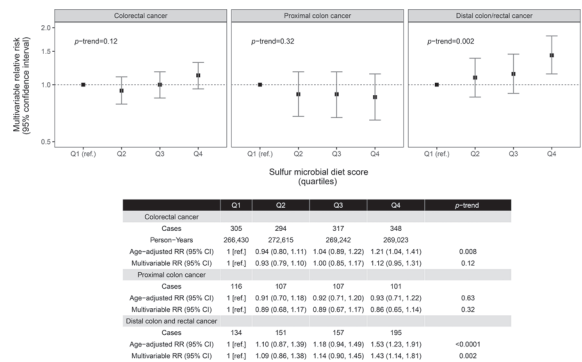 Colorectal cancer
Proximal colon cancer
Distal colon/rectal cancer
Multivariable relative risk
(95% confidence interval)
2.0
1.0
0.5
p-trend=0.12
p-trend=0.32
p-trend=0.002
Q1 (ref.) Q2 Q3 Q4
Q1 (ref.) Q2 Q3 Q4
Q1 (ref.) Q2 Q3 Q4
Sulfur microbial diet score
(quartiles)
Q1 Q2 Q3 Q4 p-trend
Colorectal cancer
Cases 305 294 317 348
Person-Years 266,430 272,615 269,242 269,023
Age-adjusted RR (95% CI) 1 [ref.] 0.94 (0.80, 1.11) 1.04 (0.89, 1.22) 1.21 (1.04, 1.41) 0.008
Multivariable RR (95% CI) 1 [ref.] 0.93 (0.79, 1.10) 1.00 (0.85, 1.17) 1.12 (0.95, 1.31) 0.12
Proximal colon cancer
Cases 116 107 107 101
Age-adjusted RR (95% CI) 1 [ref.] 0.91 (0.70, 1.18) 0.92 (0.71, 1.20) 0.93 (0.71, 1.22) 0.63
Multivariable RR (95% CI) 1 [ref.] 0.89 (0.68, 1.17) 0.89 (0.67, 1.17) 0.86 (0.65, 1.14) 0.32
Distal colon and rectal cancer
Cases 134 151 157 195
Age-adjusted RR (95% CI) 1 [ref.] 1.10 (0.87, 1.39) 1.18 (0.94, 1.49) 1.53 (1.23, 1.91) <0.0001
Multivariable RR (95% CI) 1 [ref.] 1.09 (0.86, 1.38) 1.14 (0.90, 1.45) 1.43 (1.14, 1.81) 0.002